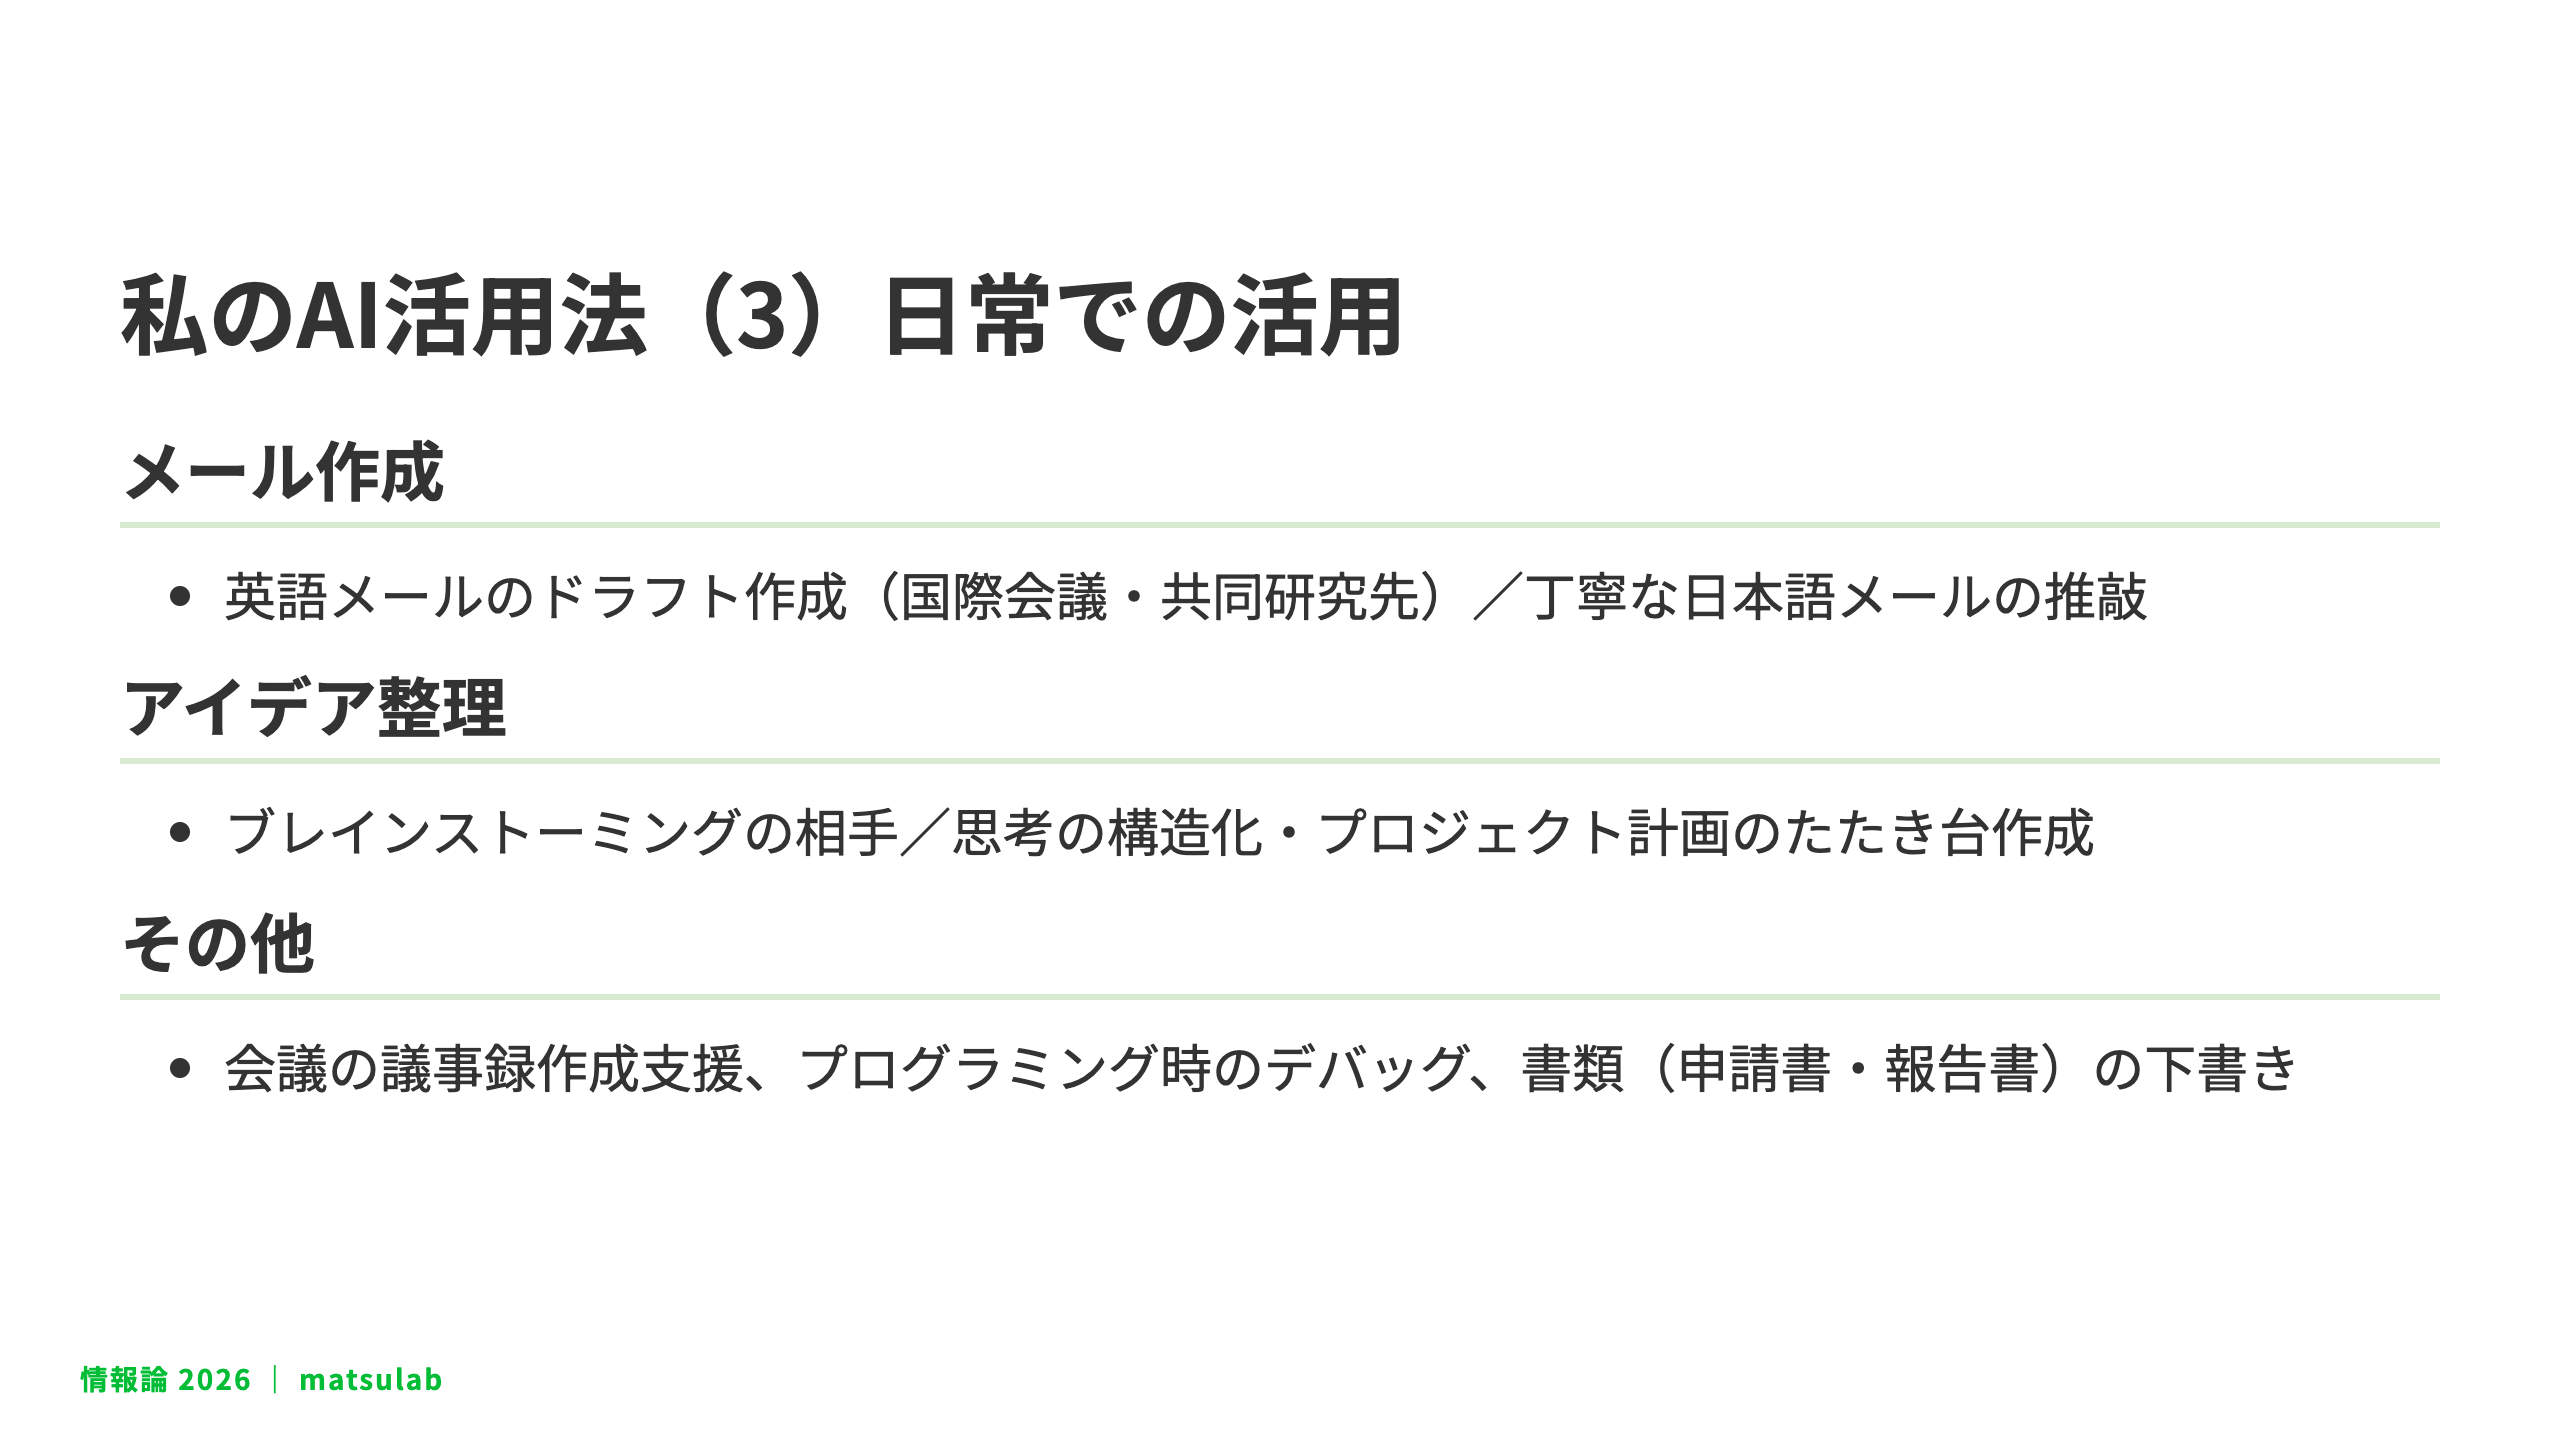 私のAI活用法（3）日常での活用
メール作成
• 英語メールのドラフト作成（国際会議・共同研究先）／丁寧な日本語メールの推敲
アイデア整理
• ブレインストーミングの相手／思考の構造化・プロジェクト計画のたたき台作成
その他
• 会議の議事録作成支援、プログラミング時のデバッグ、書類（申請書・報告書）の下書き
情報論 2026 ｜ matsulab